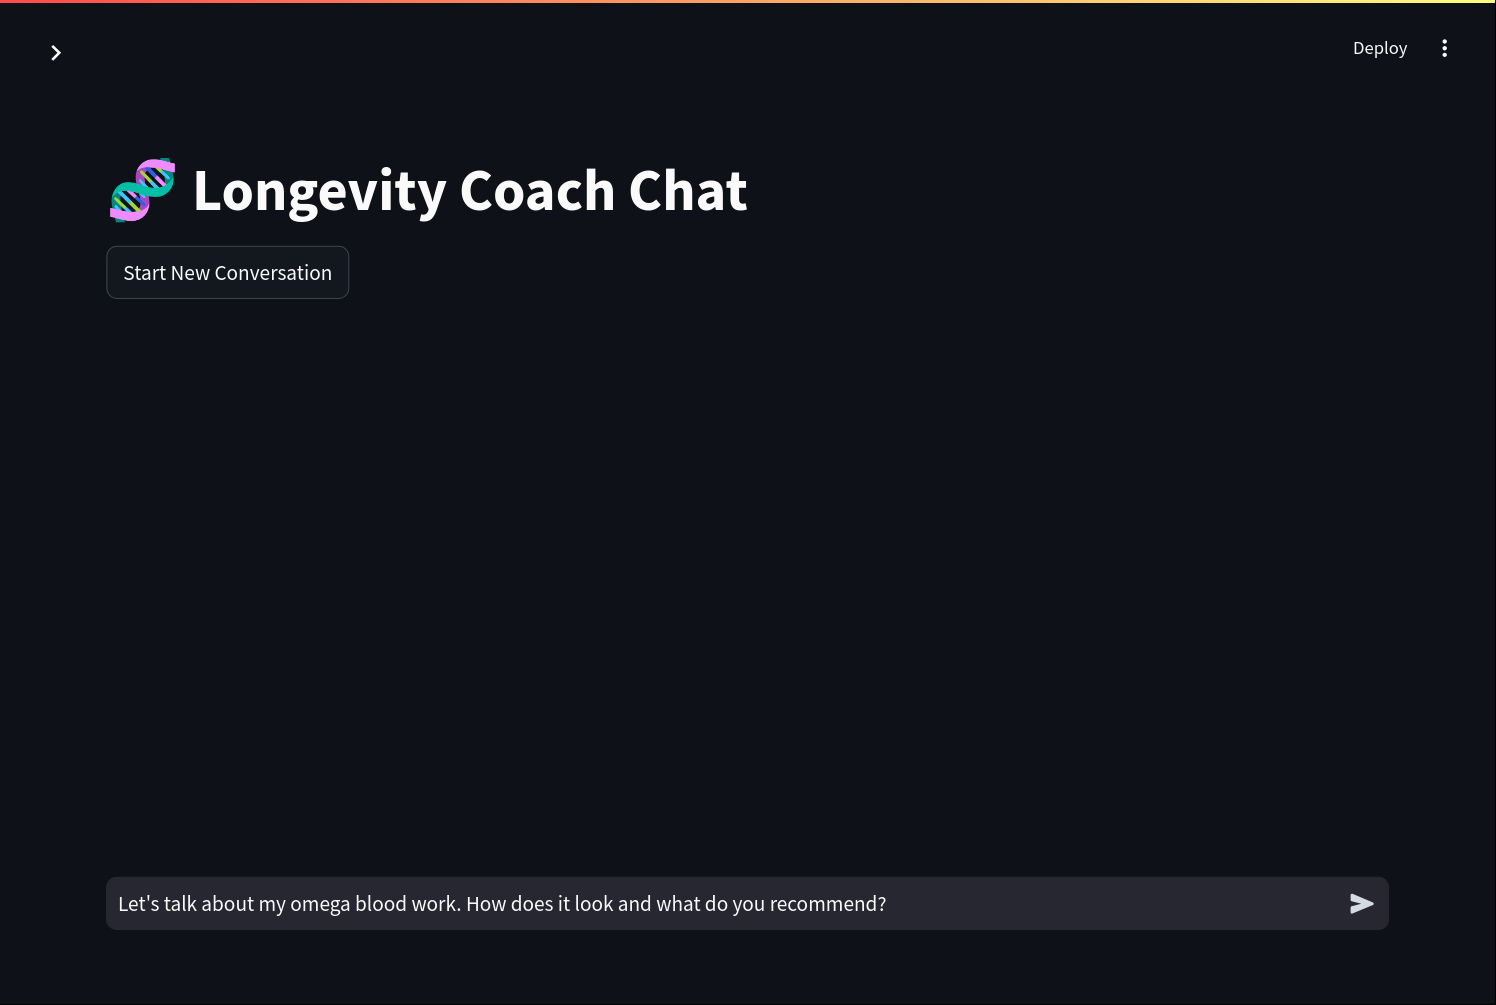 Deploy
Longevity Coach Chat
Start New Conversation
Let's talk about my omega blood work. How does it look and what do you recommend?